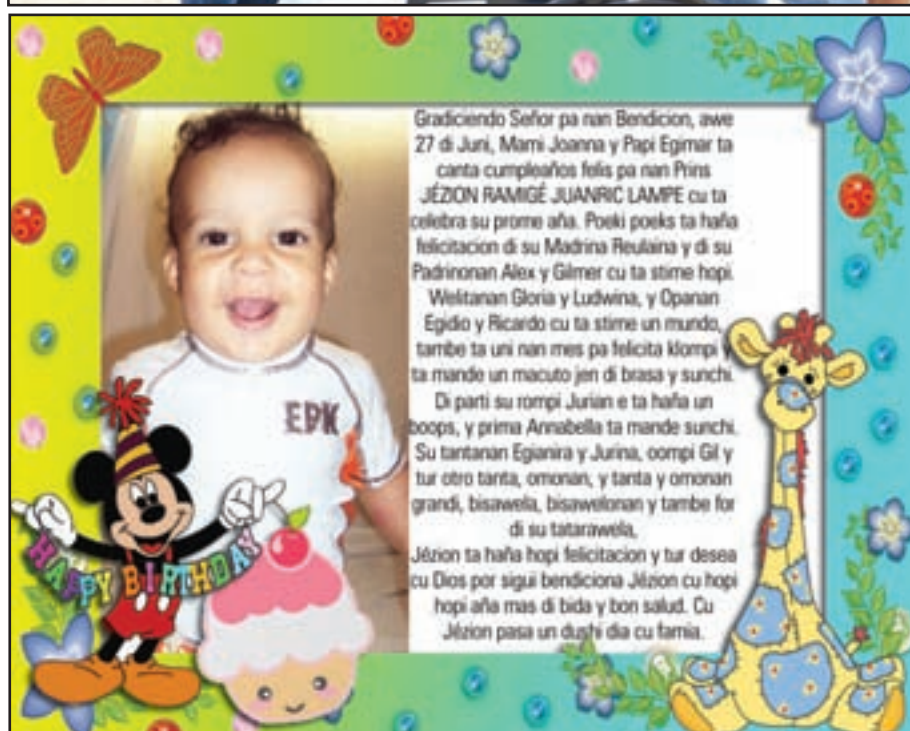 Gradiciendo Señor pa nan Bendicion, awe
27 di Juni, Mami Joanna y Papi Egimar ta
canta cumpleaños felis pa nan Prins
JÉZION RAMIGÉ JUANRIC LAMPE cu ta
celebra su prome aña. Poeki poeks ta haña
felicitacion di su Madrina Reulaina y di su
Padrinonan Alex y Gilmer cu ta stime hopi.
Welitanan Gloria y Ludwina, y Opanan
Egidio y Ricardo cu ta stime un mundo,
tambe ta uni nan mes pa felicita klompi y
ta mande un macuto jen di brasa y sunchi.
Di parti su rompi Jurian e ta haña un
boops, y prima Annabella ta mande sunchi.
Su tantanan Egianira y Jurina, oompi Gil y
tur otro tanta, omonan, y tanta y omonan
grandi, bisawela, bisawelonan y tambe for
di su tatarawela,
Jézion ta haña hopi felicitacion y tur desea
cu Dios por sigui bendiciona Jézion cu hopi
hopi aña mas di bida y bon salud. Cu
Jézion pasa un dushi dia cu famia.
EPK
HAPPY BIRTHDAY